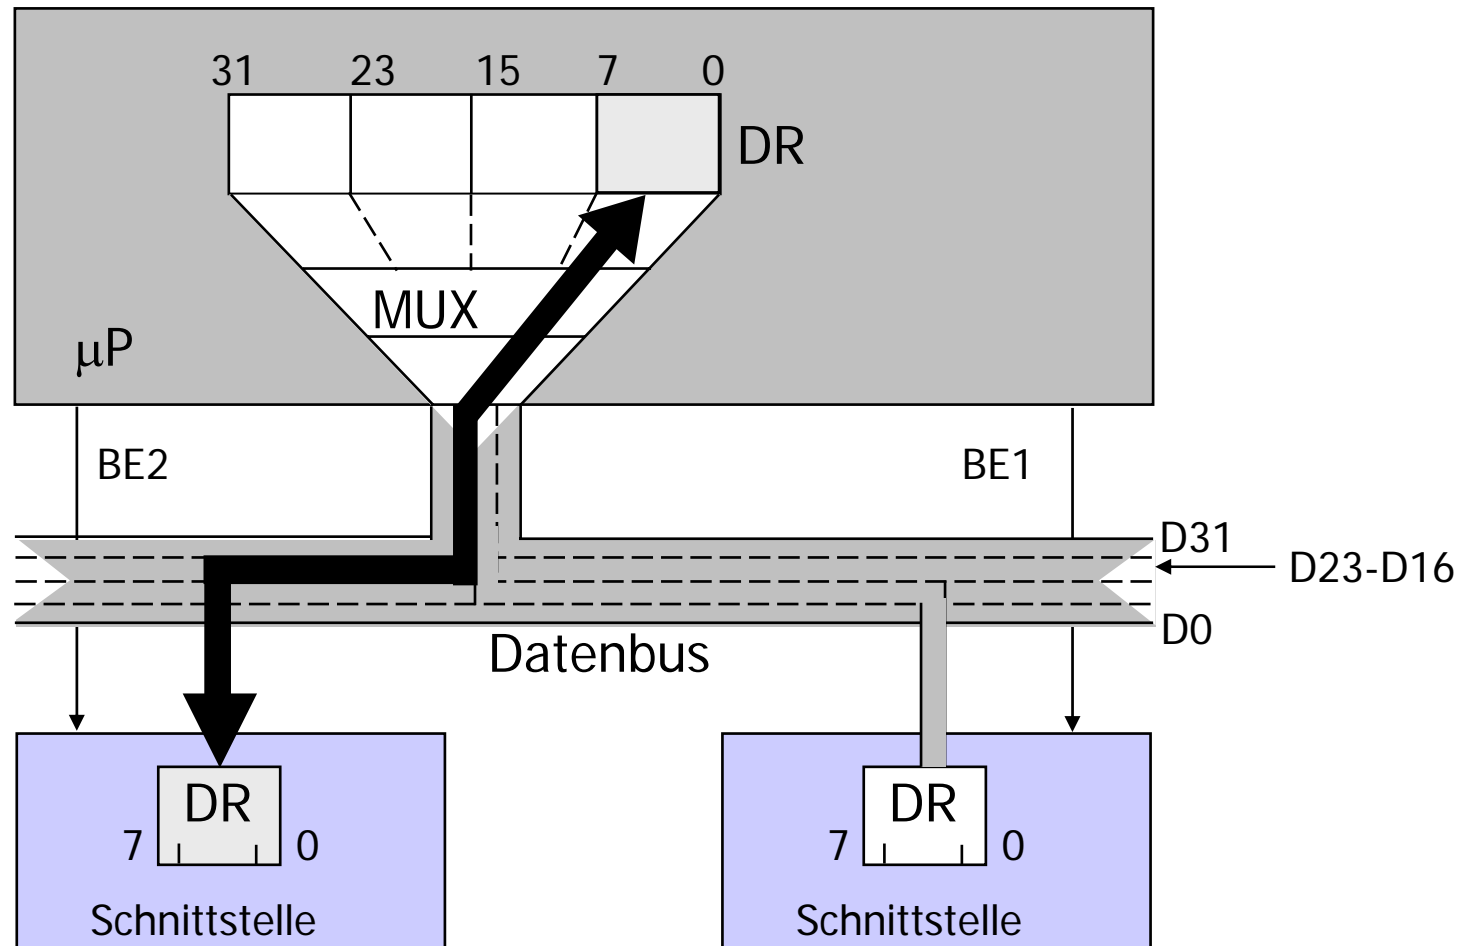 31 23 15 7 0
DR
MUX
µP
BE2 BE1
D31
D23-D16
D0
Datenbus
DR DR
7 0 7 0
Schnittstelle Schnittstelle